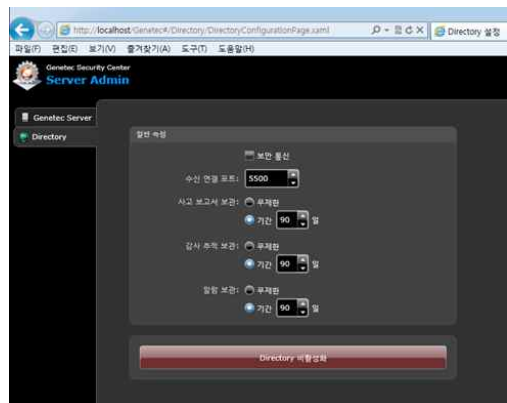 http://localhost/Genetec#/Directory/DirectoryConfigurationPage.xaml
Directory 설정
파일(F) 편집(E) 보기(V) 즐겨찾기(A) 도구(T) 도움말(H)
Genetec Security Center
Server Admin
Genetec Server
Directory
일반 속성
보안 통신
수신 연결 포트: 5500
사고 보고서 보관: 무제한
기간 90 일
감사 추적 보관: 무제한
기간 90 일
알람 보관: 무제한
기간 90 일
Directory 비활성화